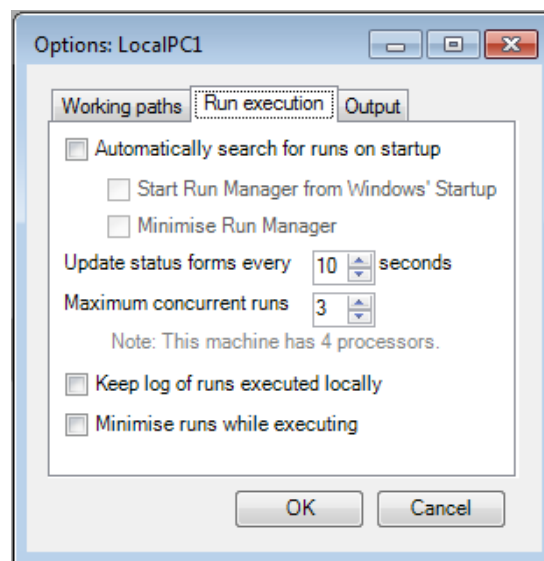 Options: LocalPC1
Working paths Run execution Output
Automatically search for runs on startup
Start Run Manager from Windows' Startup
Minimise Run Manager
Update status forms every 10 seconds
Maximum concurrent runs 3
Note: This machine has 4 processors.
Keep log of runs executed locally
Minimise runs while executing
OK Cancel